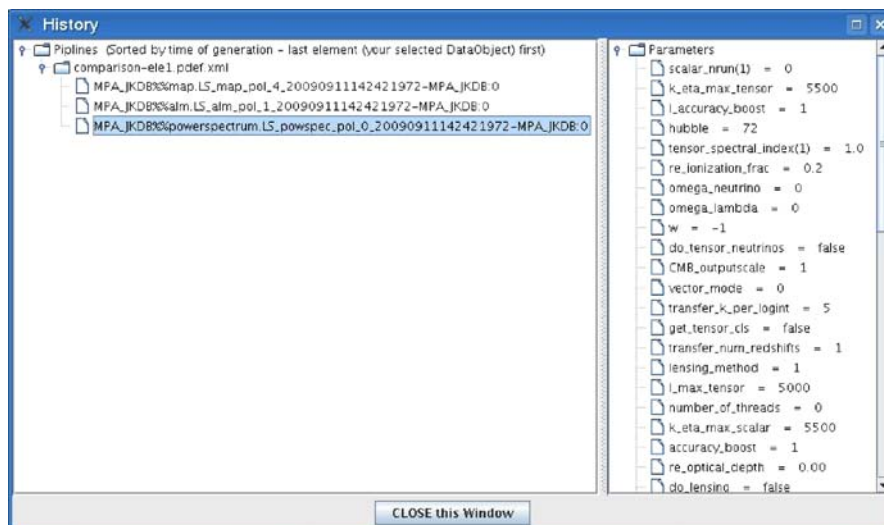 History
Piplines (Sorted by time of generation - last element (your selected DataObject) first)
comparison-ele1.pdef.xml
MPA_JKDB%%map.LS_map_pol_4_20090911142421972-MPA_JKDB:0
MPA_JKDB%%alm.LS_alm_pol_1_20090911142421972-MPA_JKDB:0
MPA_JKDB%%powerspectrum.LS_powspec_pol_0_20090911142421972-MPA_JKDB:0
Parameters
scalar_nrun(1) = 0
k_eta_max_tensor = 5500
l_accuracy_boost = 1
hubble = 72
tensor_spectral_index(1) = 1.0
re_ionization_frac = 0.2
omega_neutrino = 0
omega_lambda = 0
w = -1
do_tensor_neutrinos = false
CMB_outputscale = 1
vector_mode = 0
transfer_k_per_logint = 5
get_tensor_cls = false
transfer_num_redshifts = 1
lensing_method = 1
l_max_tensor = 5000
number_of_threads = 0
k_eta_max_scalar = 5500
accuracy_boost = 1
re_optical_depth = 0.00
do_lensing = false
CLOSE this Window